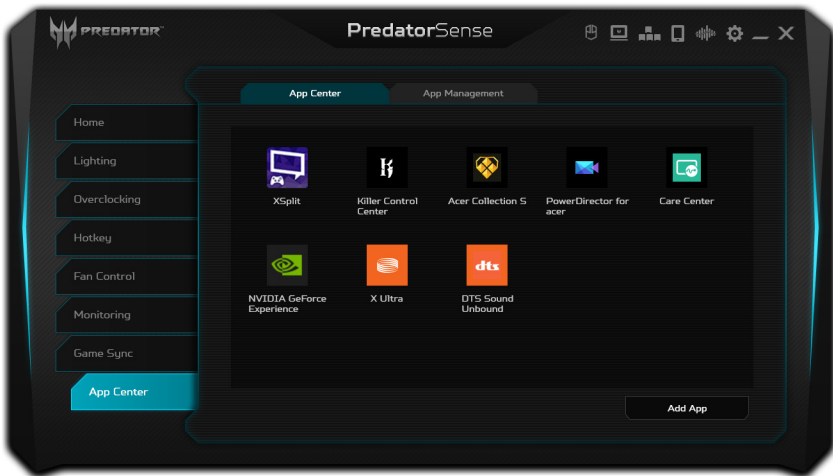 PREDATOR
PredatorSense
App Center
App Management
Home
Lighting
Overclocking
Hotkey
Fan Control
Monitoring
Game Sync
App Center
XSplit
Killer Control
Center
Acer Collection S
PowerDirector for
acer
Care Center
NVIDIA GeForce
Experience
X Ultra
dts
DTS Sound
Unbound
Add App